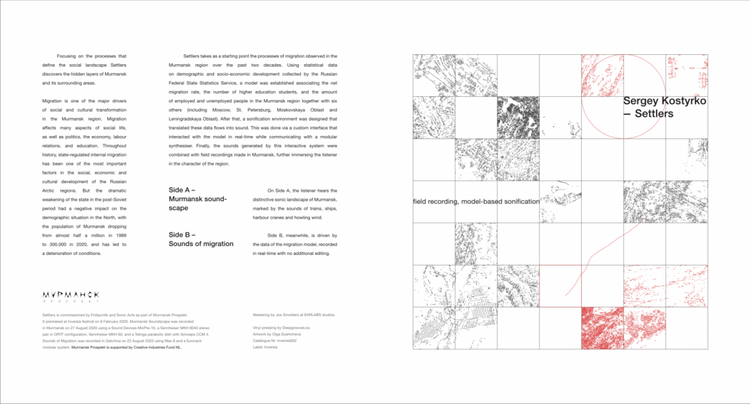 Focusing on the processes that
define the social landscape Settlers
discovers the hidden layers of Murmansk
and its surrounding areas.
Migration is one of the major drivers
of social and cultural transformation
in the Murmansk region. Migration
affects many aspects of social life,
as well as politics, the economy, labour
relations, and education. Throughout
history, state-regulated internal migration
has been one of the most important
factors in the social, economic and
cultural development of the Russian
Arctic regions. But the dramatic
weakening of the state in the post-Soviet
period had a negative impact on the
demographic situation in the North, with
the population of Murmansk dropping
from almost half a million in 1989
to 300,000 in 2020, and has led to
a deterioration of conditions.
Settlers takes as a starting point the processes of migration observed in the
Murmansk region over the past two decades. Using statistical data
on demographic and socio-economic development collected by the Russian
Federal State Statistics Service, a model was established associating the net
migration rate, the number of higher education students, and the
amount of employed and unemployed people in the Murmansk region together with six
others (including Moscow, St. Petersburg, Moskovskaya Oblast and
Leningradskaya Oblast). After that, a sonification environment was designed that
translated these data flows into sound. This was done via a custom interface that
interacted with the model in real-time while communicating with a modular
synthesiser. Finally, the sounds generated by this interactive system were
combined with field recordings made in Murmansk, further immersing the listener
in the character of the region.
Side A –
Murmansk sound-
scape
On Side A, the listener hears the
distinctive sonic landscape of Murmansk,
marked by the sounds of trains, ships,
harbour cranes and howling wind.
Side B –
Sounds of migration
Side B, meanwhile, is driven by
the data of the migration model, recorded
in real-time with no additional editing.
МУРМАНСК
ПРОСПЕКТ
Settlers is commissioned by Fridaymilk and Sonic Acts as part of Murmansk Prospekt.
It premiered at Inversia festival on
Murmansk Soundscape was recorded
in Murmansk on 27 August 2020 using a Sound Devices MixPre-10, a Sennheiser MKH 8040 stereo
pair in ORTF configuration, Sennheiser MKH 60, and a Telinga parabolic dish with
Sounds of Migration was recorded in Gatchina on 22 August 2020 using Max 8 and a Eurorack
modular system. Murmansk Prospekt is supported by Creative Industries Fund NL.
Mastering by Joe
Vinyl pressing by Deepgrooves.eu
Artwork by Olga
Catalogue Nr:
Label: Inversia
Sergey Kostyrko
– Settlers
field recording, model-based sonification